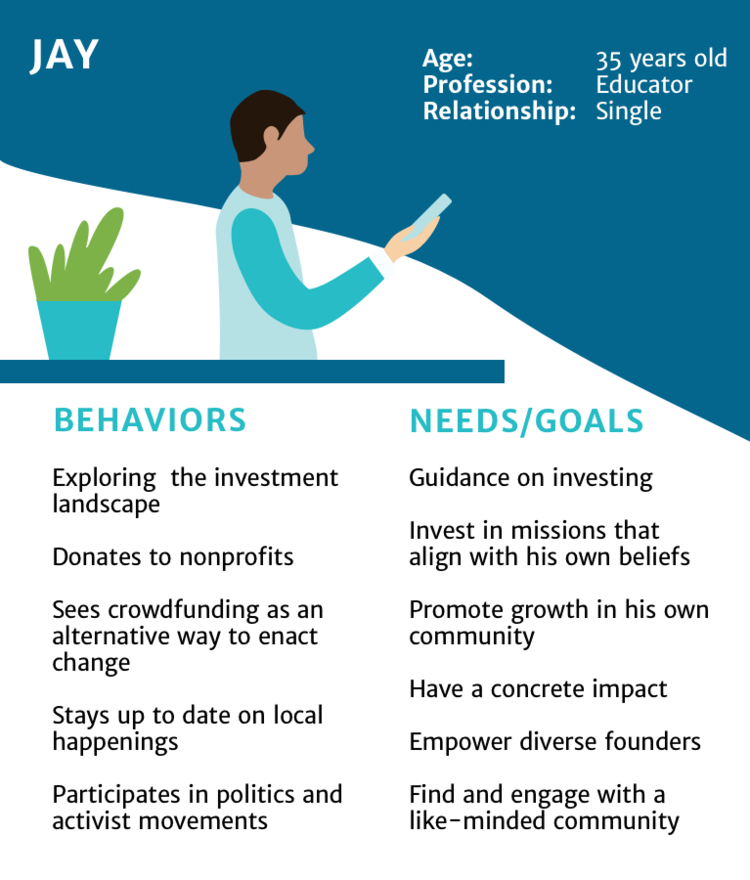 JAY
Age: 35 years old
Profession: Educator
Relationship: Single
BEHAVIORS
Exploring  the investment
landscape
Donates to nonprofits
Sees crowdfunding as an
alternative way to enact
change
Stays up to date on local
happenings
Participates in politics and
activist movements
NEEDS/GOALS
Guidance on investing
Invest in missions that
align with his own beliefs
Promote growth in his own
community
Have a concrete impact
Empower diverse founders
Find and engage with a
like-minded community